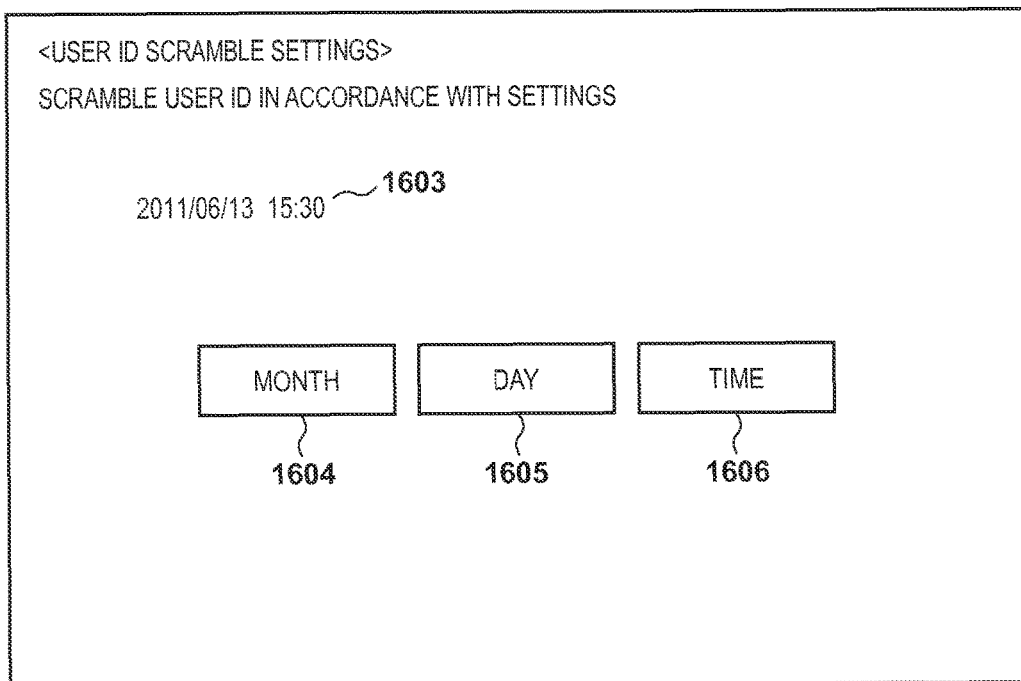 <USER ID SCRAMBLE SETTINGS>
SCRAMBLE USER ID IN ACCORDANCE WITH SETTINGS
1603
2011/06/13 15:30
MONTH DAY TIME
1604 1605 1606